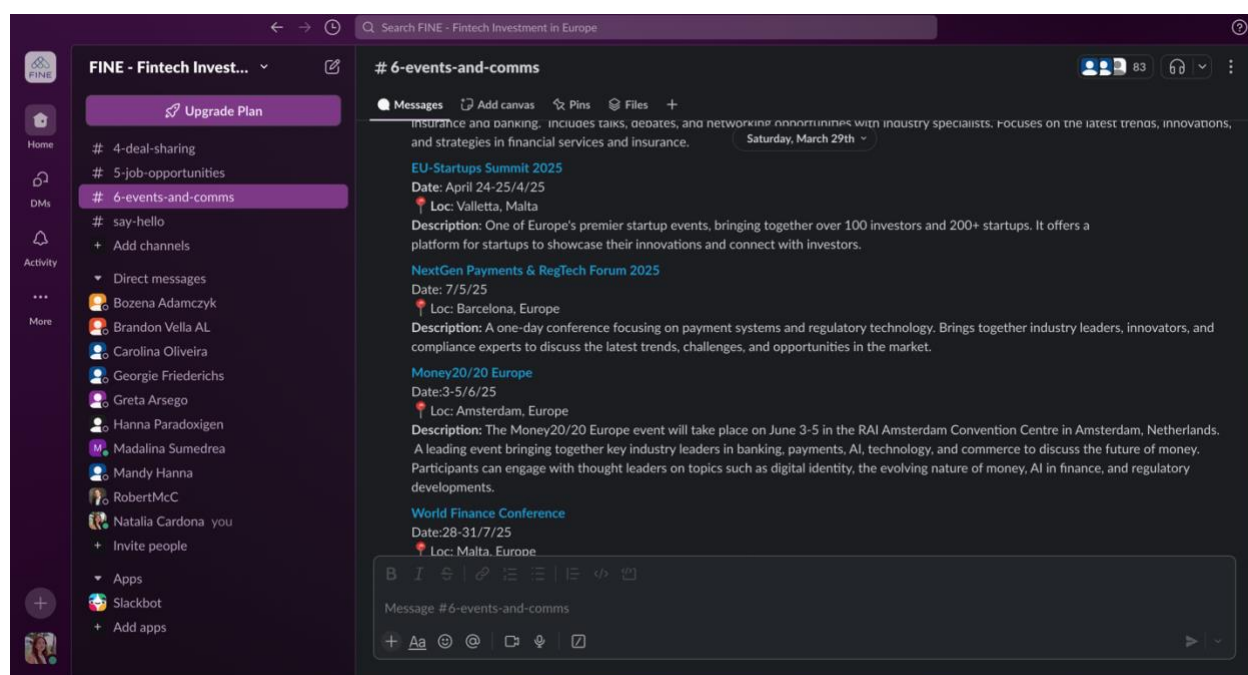 Search FINE - Fintech Investment in Europe
FINE
Home
DMs
Activity
More
FINE - Fintech Invest...
Upgrade Plan
# 4-deal-sharing
# 5-job-opportunities
# 6-events-and-comms
# say-hello
+ Add channels
Direct messages
Bozena Adamczyk
Brandon Vella AL
Carolina Oliveira
Georgie Friederichs
Greta Arsego
Hanna Paradoxigen
M Madalina Sumedrea
Mandy Hanna
RobertMcC
Natalia Cardona you
+ Invite people
Apps
Slackbot
+ Add apps
# 6-events-and-comms
83
Messages Add canvas Pins Files +
insurance and banking. Includes talks, debates, and networking opportunities with industry specialists. Focuses on the latest trends, innovations,
and strategies in financial services and insurance.
Saturday, March 29th
EU-Startups Summit 2025
Date: April 24-25/4/25
Loc: Valletta, Malta
Description: One of Europe's premier startup events, bringing together over 100 investors and 200+ startups. It offers a
platform for startups to showcase their innovations and connect with investors.
NextGen Payments & RegTech Forum 2025
Date: 7/5/25
Loc: Barcelona, Europe
Description: A one-day conference focusing on payment systems and regulatory technology. Brings together industry leaders, innovators, and
compliance experts to discuss the latest trends, challenges, and opportunities in the market.
Money20/20 Europe
Date:3-5/6/25
Loc: Amsterdam, Europe
Description: The Money20/20 Europe event will take place on June 3-5 in the RAI Amsterdam Convention Centre in Amsterdam, Netherlands.
A leading event bringing together key industry leaders in banking, payments, AI, technology, and commerce to discuss the future of money.
Participants can engage with thought leaders on topics such as digital identity, the evolving nature of money, AI in finance, and regulatory
developments.
World Finance Conference
Date:28-31/7/25
Loc: Malta, Europe
B I S
Message #6-events-and-comms
+ Aa @